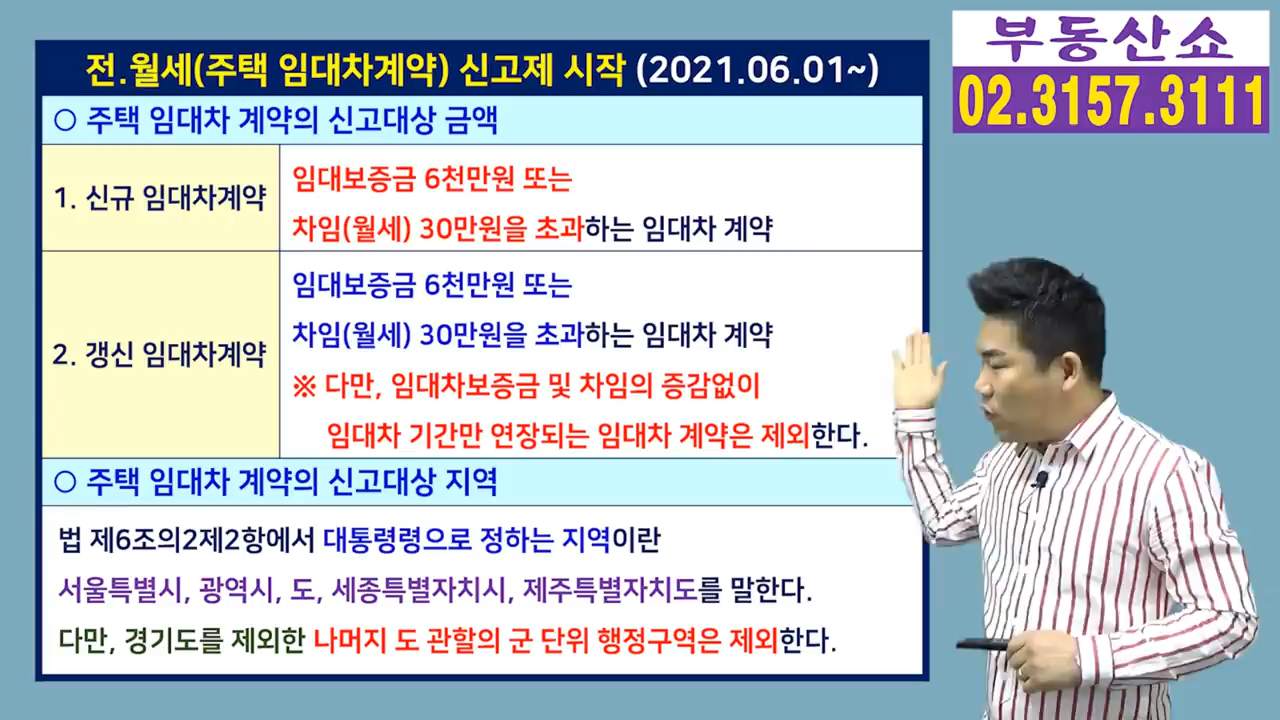 부동산쇼
02.3157.3111
전.월세(주택 임대차계약) 신고제 시작 (2021.06.01~)
○ 주택 임대차 계약의 신고대상 금액
1. 신규 임대차계약
임대보증금 6천만원 또는
차임(월세) 30만원을 초과하는 임대차 계약
2. 갱신 임대차계약
임대보증금 6천만원 또는
차임(월세) 30만원을 초과하는 임대차 계약
※ 다만, 임대차보증금 및 차임의 증감없이
임대차 기간만 연장되는 임대차 계약은 제외한다.
○ 주택 임대차 계약의 신고대상 지역
법 제6조의2제2항에서 대통령령으로 정하는 지역이란
서울특별시, 광역시, 도, 세종특별자치시, 제주특별자치도를 말한다.
다만, 경기도를 제외한 나머지 도 관할의 군 단위 행정구역은 제외한다.